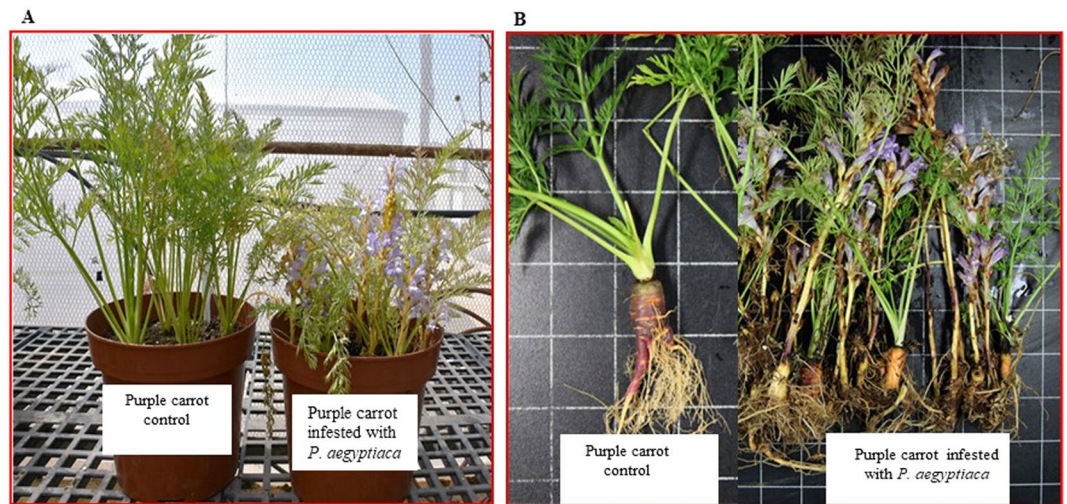 A
B
Purple carrot
control
Purple carrot
infested with
P. aegyptiaca
Purple carrot
control
Purple carrot infested
with P. aegyptiaca